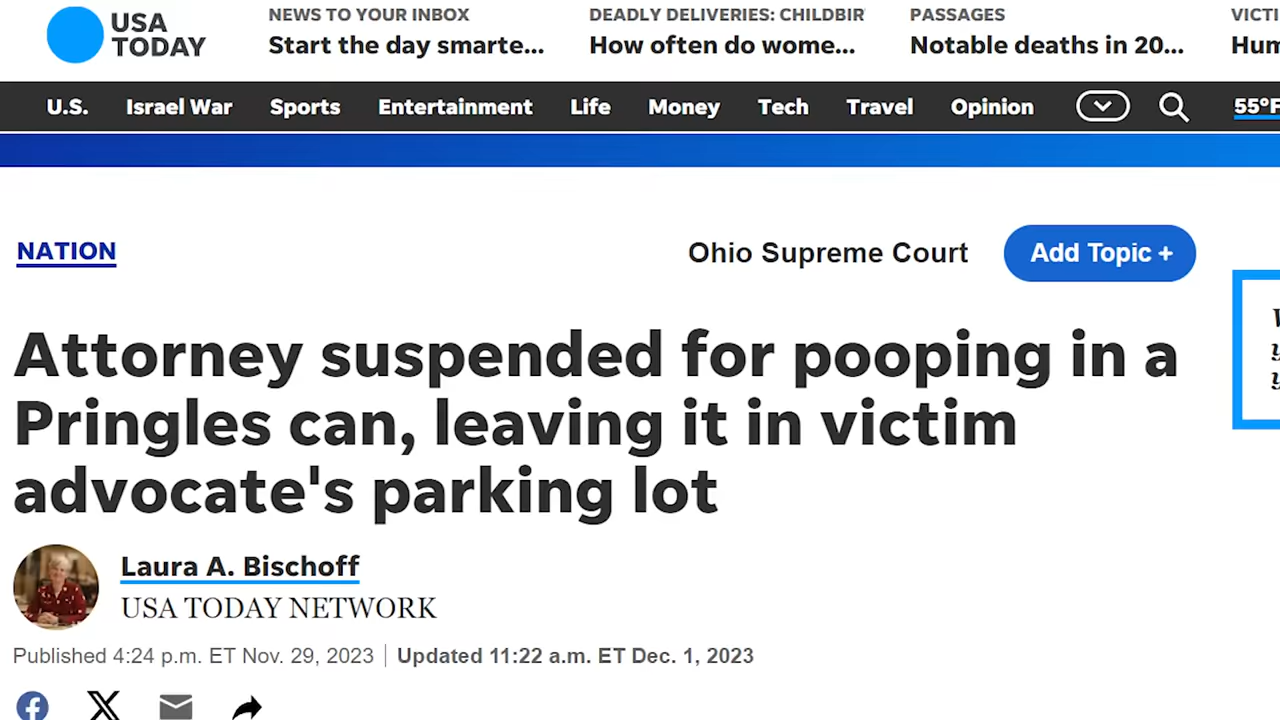 USA
TODAY
NEWS TO YOUR INBOX
Start the day smarte...
DEADLY DELIVERIES: CHILDBIR
How often do wome...
PASSAGES
Notable deaths in 20...
VICTI
Hum
U.S. Israel War Sports Entertainment Life Money Tech Travel Opinion 55°F
NATION
Ohio Supreme Court Add Topic +
Attorney suspended for pooping in a
Pringles can, leaving it in victim
advocate's parking lot
Laura A. Bischoff
USA TODAY NETWORK
Published 4:24 p.m. ET Nov. 29, 2023 Updated 11:22 a.m. ET Dec. 1, 2023